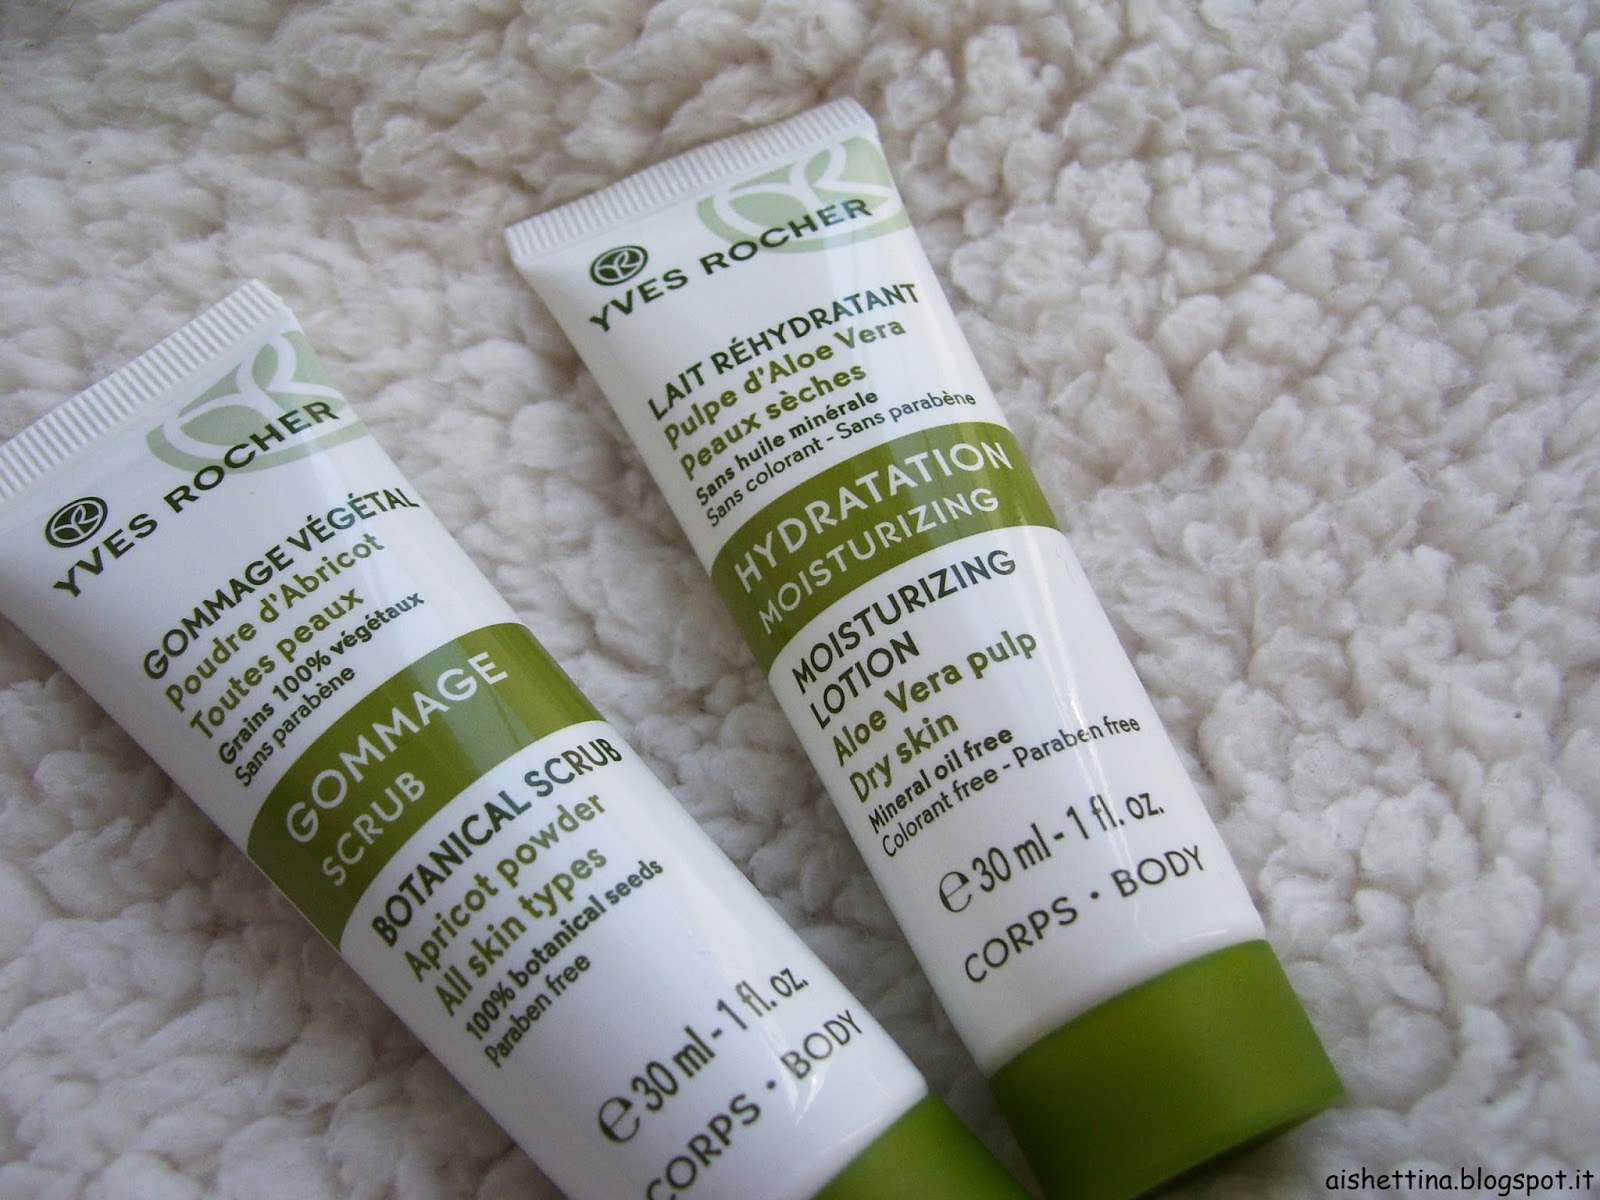 YVES ROCHER
GOMMAGE VÉGÉTAL
Poudre d'Abricot
Toutes peaux
Grains 100% végétaux
Sans parabène
GOMMAGE
SCRUB
BOTANICAL SCRUB
Apricot powder
All skin types
100% botanical seeds
Paraben free
e 30 ml - 1 fl. oz.
CORPS • BODY
YVES ROCHER
LAIT RÉHYDRATANT
Pulpe d'Aloe Vera
Peaux sèches
Sans huile minérale
Sans colorant - Sans parabène
HYDRATATION
MOISTURIZING
MOISTURIZING
LOTION
Aloe Vera pulp
Dry skin
Mineral oil free
Colorant free - Paraben free
e 30 ml - 1 fl. oz.
CORPS • BODY
aishettina.blogspot.it